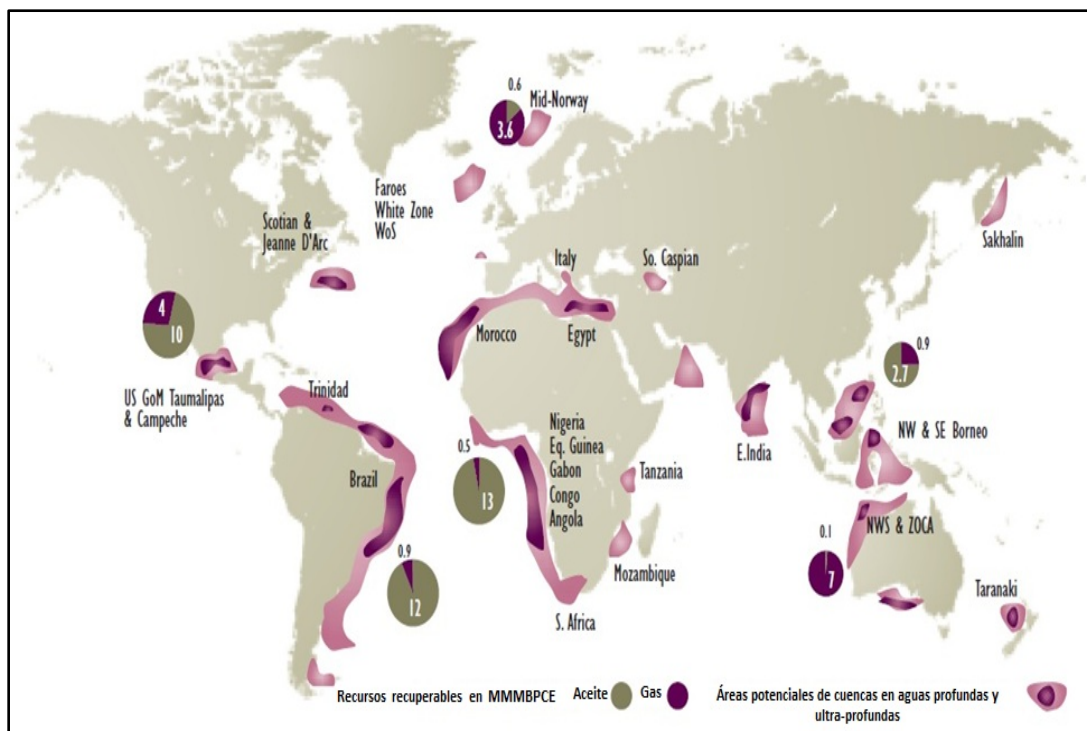 0.6
Mid-Norway
3.6
Faroes
White Zone
WoS
Scotian &
Jeanne D'Arc
Sakhalin
Italy
So. Caspian
4
10
Morocco
Egypt
0.9
2.7
US GoM Taumalipas
& Campeche
Trinidad
Nigeria
Eq. Guinea
Gabon
Congo
Angola
E.India
NW & SE Borneo
0.5
13
Tanzania
Brazil
NWS & ZOCA
0.1
7
0.9
12
Mozambique
Taranaki
S. Africa
Recursos recuperables en MMMBPCE
Aceite
Gas
Áreas potenciales de cuencas en aguas profundas y
ultra-profundas